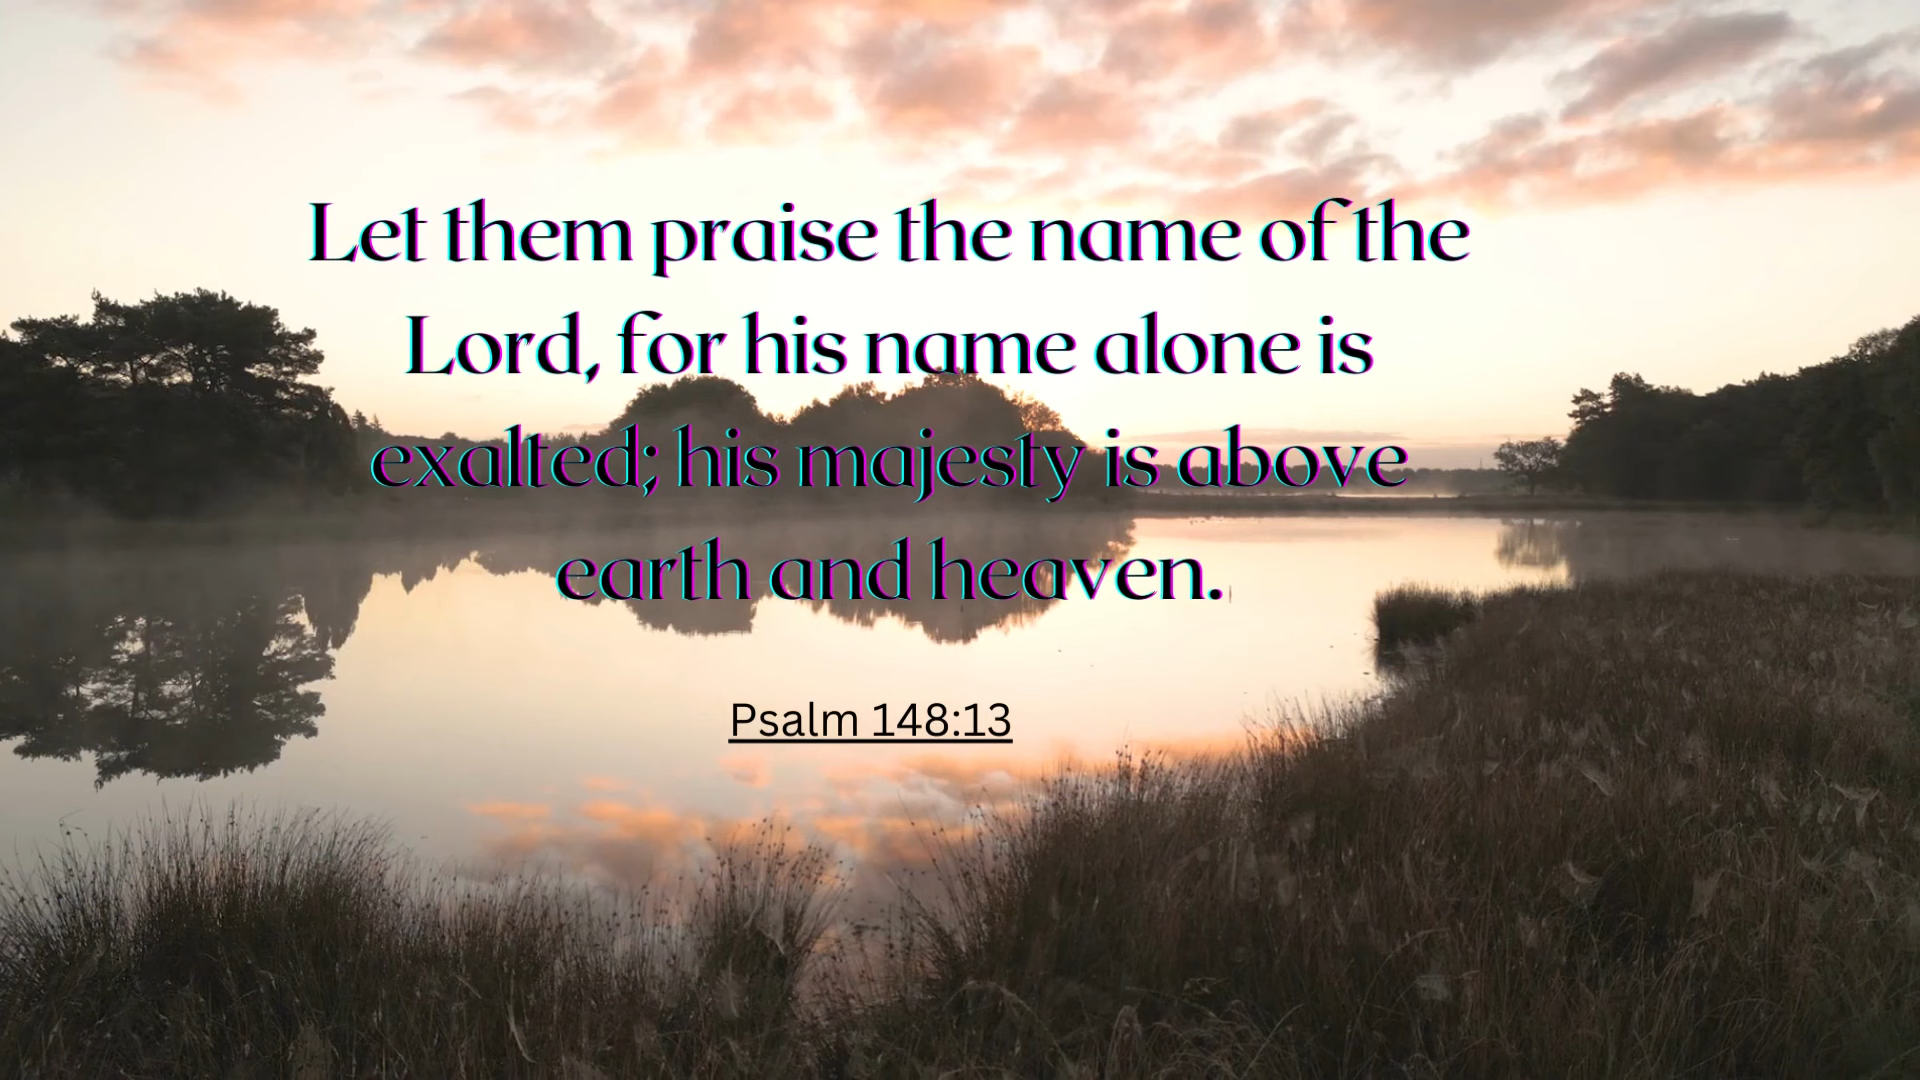 Let them praise the name of the
Lord, for his name alone is
exalted; his majesty is above
earth and heaven.
Psalm 148:13